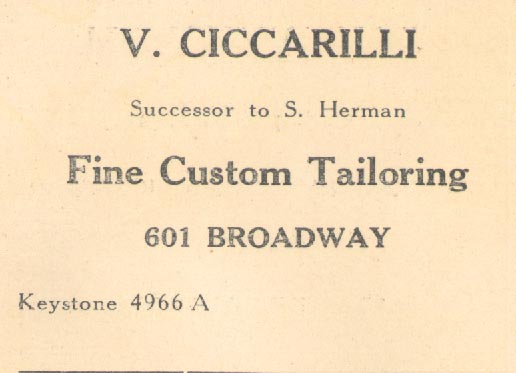 V. CICCARILLI
Successor to S. Herman
Fine Custom Tailoring
601 BROADWAY
Keystone 4966 A